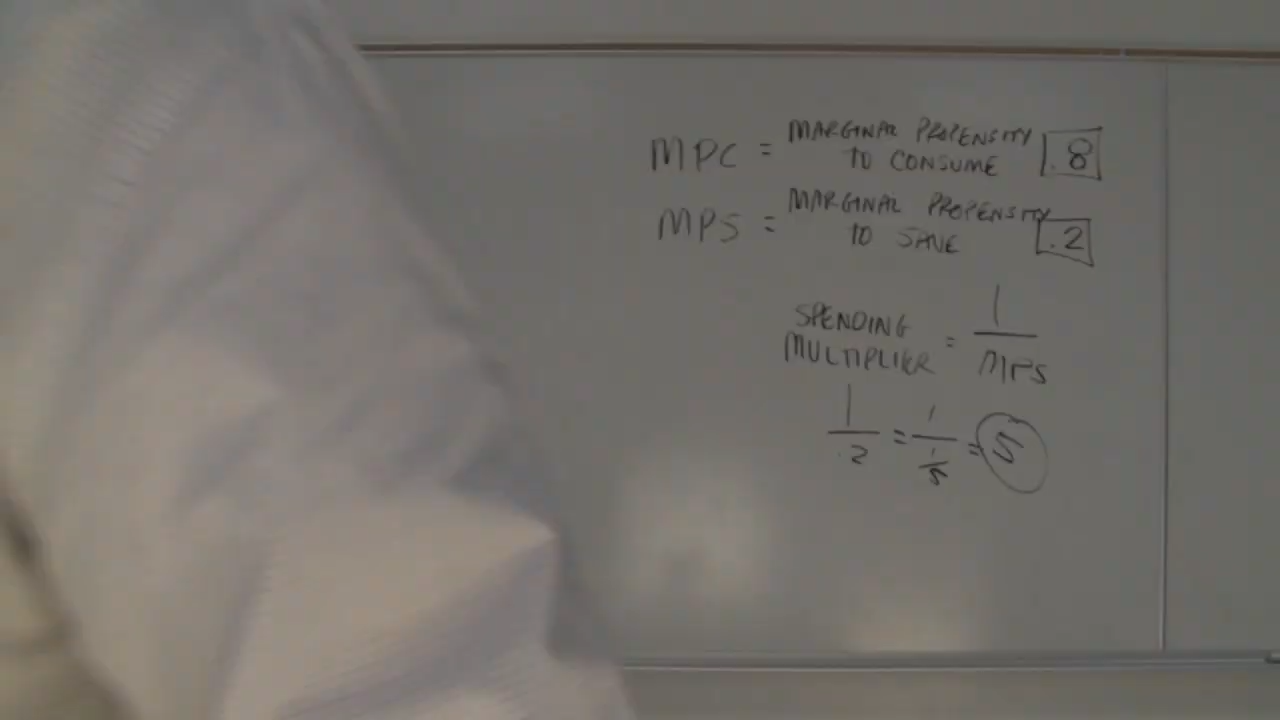 MPC = MARGINAL PROPENSITY TO CONSUME .8
MPS = MARGINAL PROPENSITY TO SAVE .2
SPENDING MULTIPLIER = 1/MPS
1/.2 = 1/(1/5) = 5